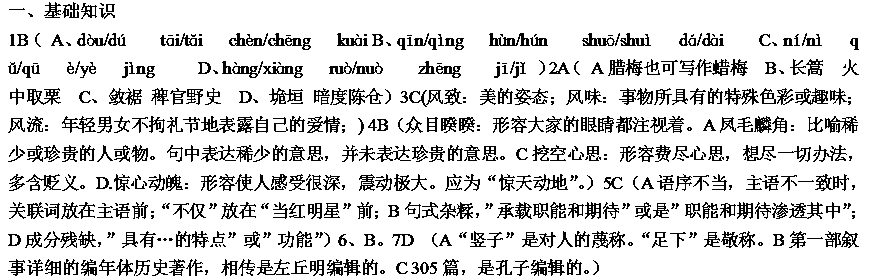 一、基础知识
1B（ A、dòu/dú tāi/tǎi chèn/chēng kuài B、qīn/qìng hùn/hún shuō/shuì dá/dài C、ní/nì q
ǔ/qū è/yè jìng D、hàng/xiàng ruò/nuò zhēng jī/jǐ ）2A（ A 腊梅也可写作蜡梅 B、长篙 火
中取栗 C、敛裾 稗官野史 D、垝垣 暗度陈仓）3C(风致：美的姿态；风味：事物所具有的特殊色彩或趣味；
风流：年轻男女不拘礼节地表露自己的爱情；) 4B（众目睽睽：形容大家的眼睛都注视着。A 凤毛麟角：比喻稀
少或珍贵的人或物。句中表达稀少的意思，并未表达珍贵的意思。C 挖空心思：形容费尽心思，想尽一切办法，
多含贬义。D.惊心动魄：形容使人感受很深，震动极大。应为“惊天动地”。）5C（A 语序不当，主语不一致时，
关联词放在主语前；“不仅”放在“当红明星”前；B 句式杂糅，”承载职能和期待”或是”职能和期待渗透其中”；
D 成分残缺，”具有…的特点”或”功能”）6、B。7D （A“竖子”是对人的蔑称。“足下”是敬称。B 第一部叙
事详细的编年体历史著作，相传是左丘明编辑的。C 305 篇，是孔子编辑的。）